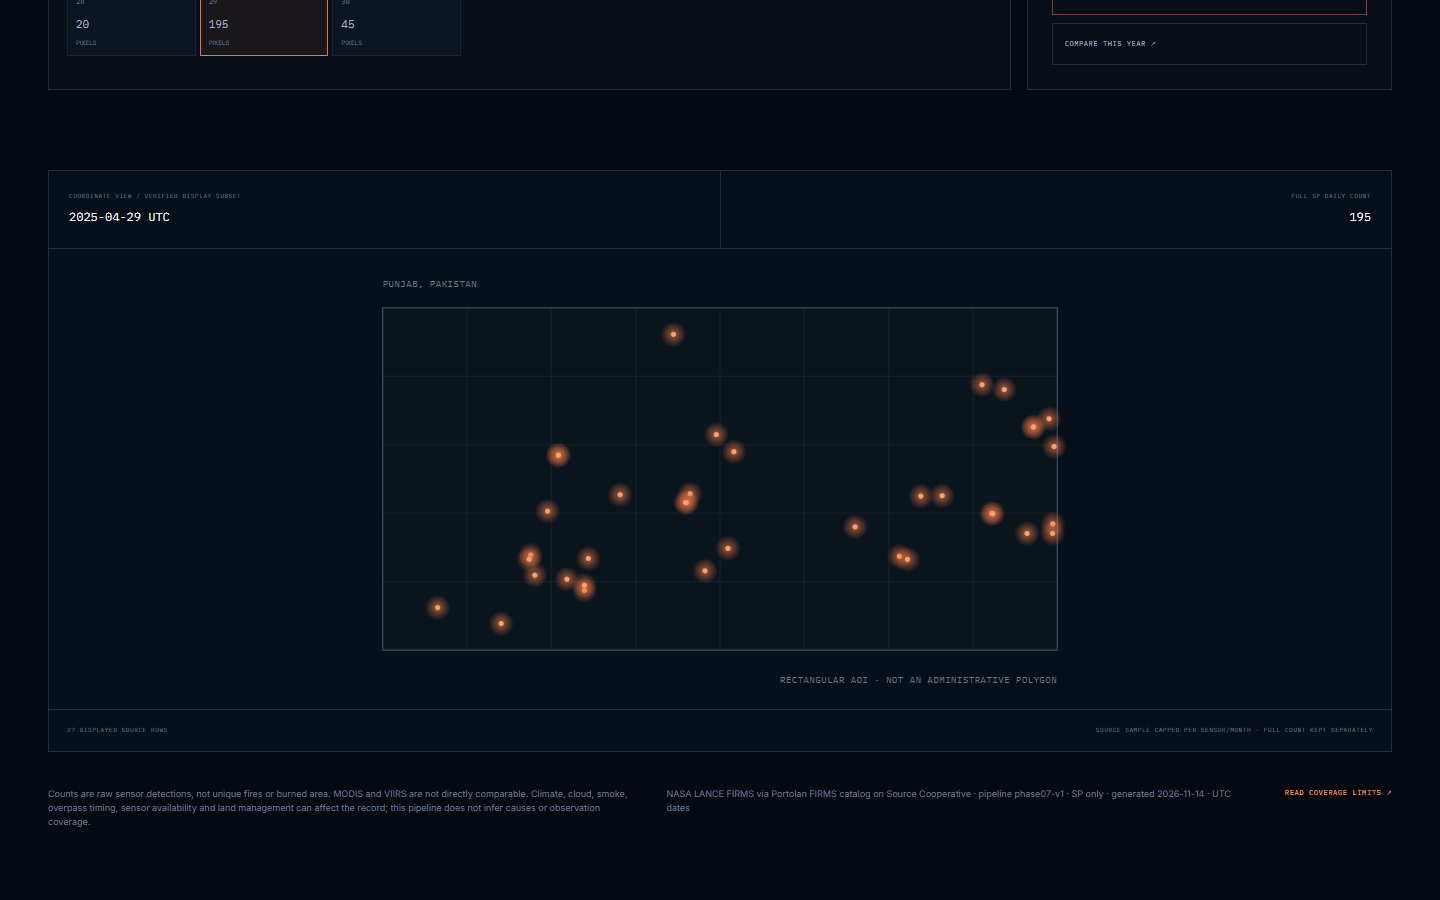 28
29
30
20
195
45
PIXELS
PIXELS
PIXELS
COMPARE THIS YEAR ↗
COORDINATE VIEW / VERIFIED DISPLAY SUBSET
2025-04-29 UTC
FULL SP DAILY COUNT
195
PUNJAB, PAKISTAN
RECTANGULAR AOI · NOT AN ADMINISTRATIVE POLYGON
37 DISPLAYED SOURCE ROWS
SOURCE SAMPLE CAPPED PER SENSOR/MONTH · FULL COUNT KEPT SEPARATELY
Counts are raw sensor detections, not unique fires or burned area. MODIS and VIIRS are not directly comparable. Climate, cloud, smoke,
overpass timing, sensor availability and land management can affect the record; this pipeline does not infer causes or observation
coverage.
NASA LANCE FIRMS via Portolan FIRMS catalog on Source Cooperative · pipeline phase07-v1 · SP only · generated 2026-11-14 · UTC
dates
READ COVERAGE LIMITS ↗